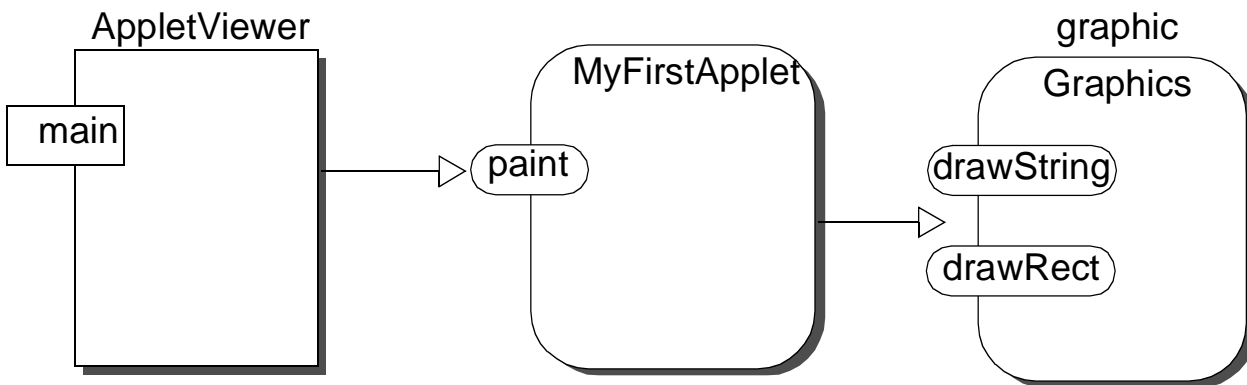 AppletViewer
main
MyFirstApplet
paint
graphic
Graphics
drawString
drawRect